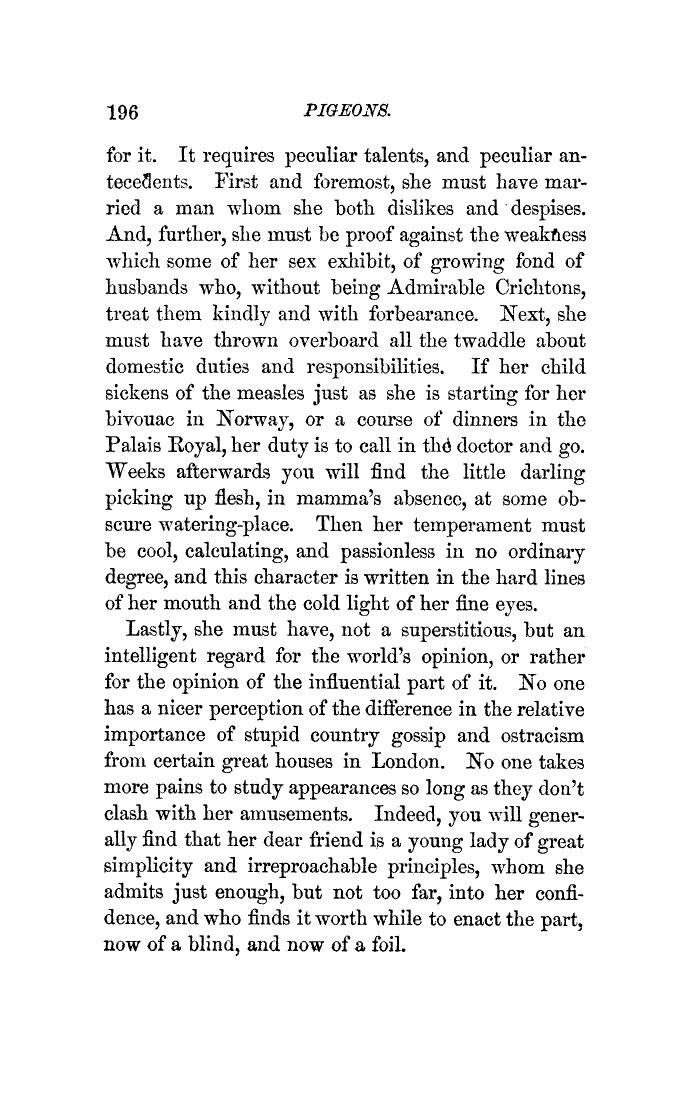 196 PIGEONS.
for it. It requires peculiar talents, and peculiar an-
tecedents. First and foremost, she must have mar-
ried a man whom she both dislikes and despises.
And, further, she must be proof against the weakness
which some of her sex exhibit, of growing fond of
husbands who, without being Admirable Crichtons,
treat them kindly and with forbearance. Next, she
must have thrown overboard all the twaddle about
domestic duties and responsibilities. If her child
sickens of the measles just as she is starting for her
bivouac in Norway, or a course of dinners in the
Palais Royal, her duty is to call in the doctor and go.
Weeks afterwards you will find the little darling
picking up flesh, in mamma's absence, at some ob-
scure watering-place. Then her temperament must
be cool, calculating, and passionless in no ordinary
degree, and this character is written in the hard lines
of her mouth and the cold light of her fine eyes.
Lastly, she must have, not a superstitious, but an
intelligent regard for the world's opinion, or rather
for the opinion of the influential part of it. No one
has a nicer perception of the difference in the relative
importance of stupid country gossip and ostracism
from certain great houses in London. No one takes
more pains to study appearances so long as they don't
clash with her amusements. Indeed, you will gener-
ally find that her dear friend is a young lady of great
simplicity and irreproachable principles, whom she
admits just enough, but not too far, into her confi-
dence, and who finds it worth while to enact the part,
now of a blind, and now of a foil.